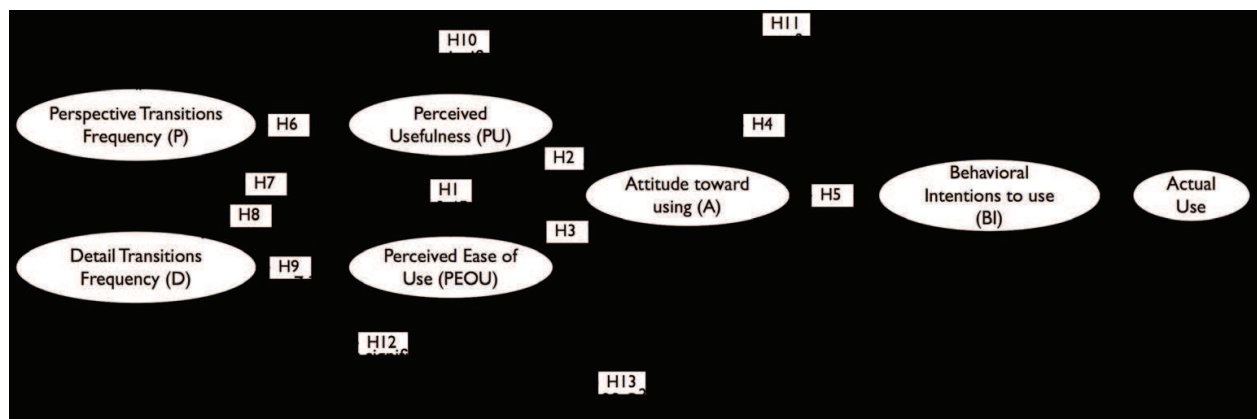 H11
H10
Perspective Transitions
Frequency (P)
H6
Perceived
Usefulness (PU)
H4
H2
H7
H1
Attitude toward
using (A)
H5
Behavioral
Intentions to use
(BI)
Actual
Use
H8
H3
Detail Transitions
Frequency (D)
H9
Perceived Ease of
Use (PEOU)
H12
H13